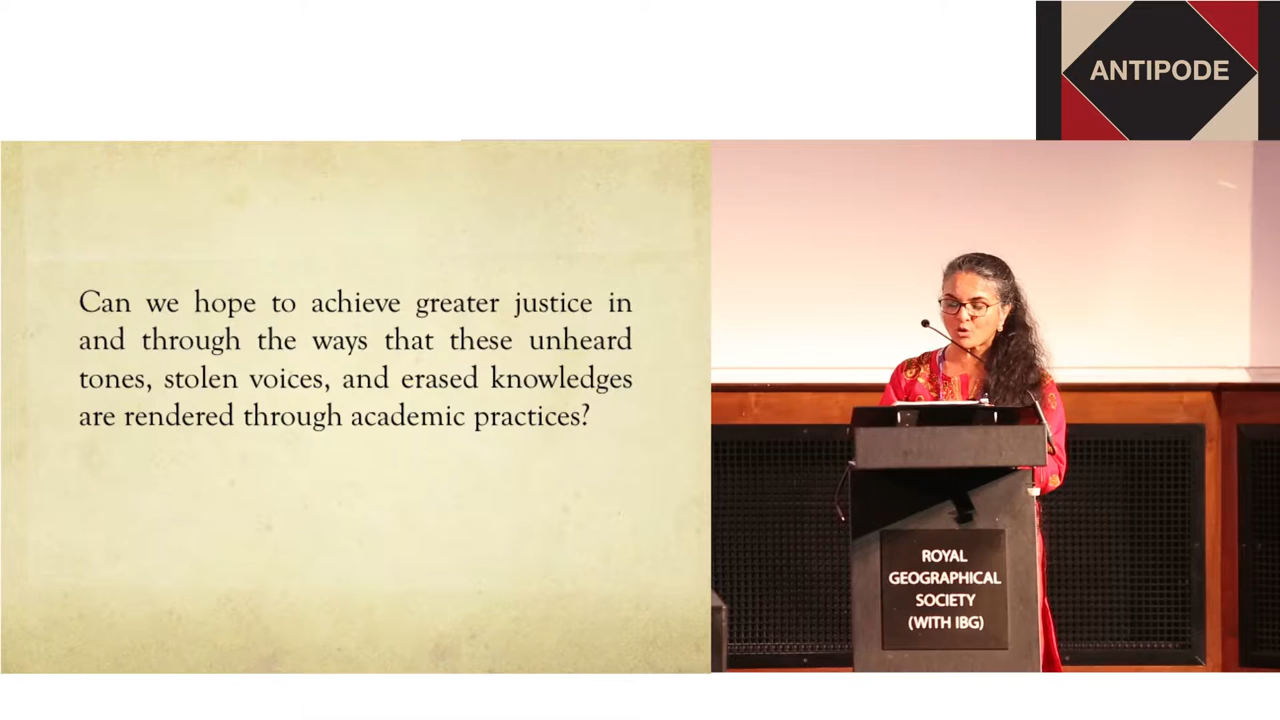 ANTIPODE
Can we hope to achieve greater justice in
and through the ways that these unheard
tones, stolen voices, and erased knowledges
are rendered through academic practices?
ROYAL
GEOGRAPHICAL
SOCIETY
(WITH IBG)